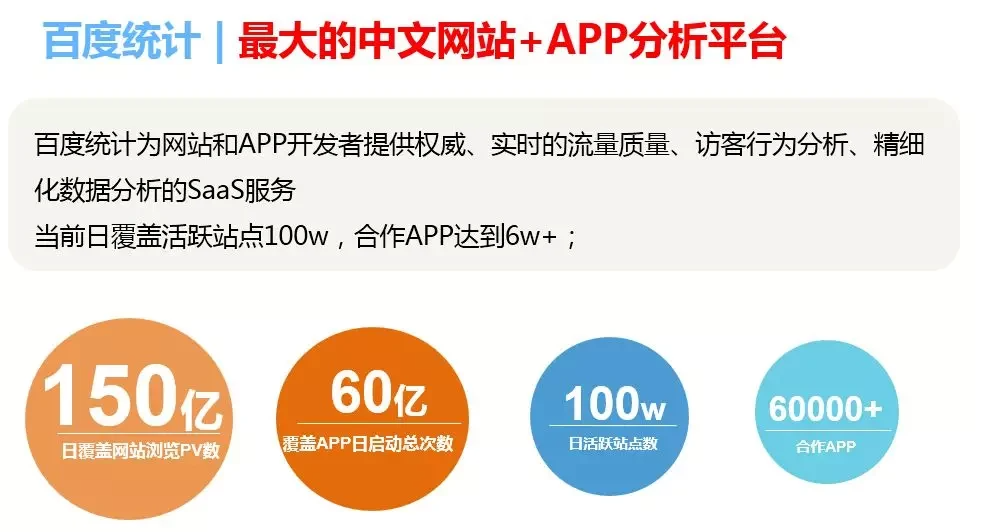 百度统计 | 最大的中文网站+APP分析平台
百度统计为网站和APP开发者提供权威、实时的流量质量、访客行为分析、精细
化数据分析的SaaS服务
当前日覆盖活跃站点100w，合作APP达到6w+；
150亿
日覆盖网站浏览PV数
60亿
覆盖APP日启动总次数
100w
日活跃站点数
60000+
合作APP